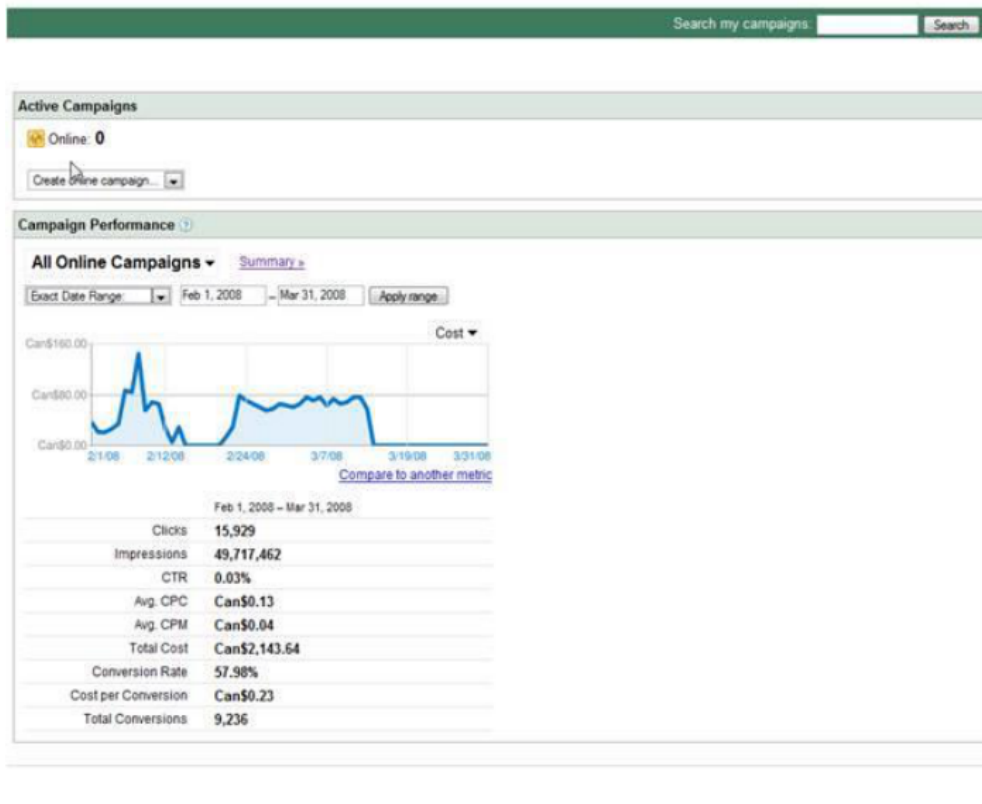 Search my campaigns: Search
Active Campaigns
Online: 0
Create online campaign...
Campaign Performance
All Online Campaigns Summary »
Exact Date Range: Feb 1, 2008 – Mar 31, 2008 Apply range
Cost
Can$160.00
Can$80.00
Can$0.00
2/1/08 2/12/08 2/24/08 3/7/08 3/19/08 3/31/08
Compare to another metric
Feb 1, 2008 – Mar 31, 2008
Clicks 15,929
Impressions 49,717,462
CTR 0.03%
Avg. CPC Can$0.13
Avg. CPM Can$0.04
Total Cost Can$2,143.64
Conversion Rate 57.98%
Cost per Conversion Can$0.23
Total Conversions 9,236